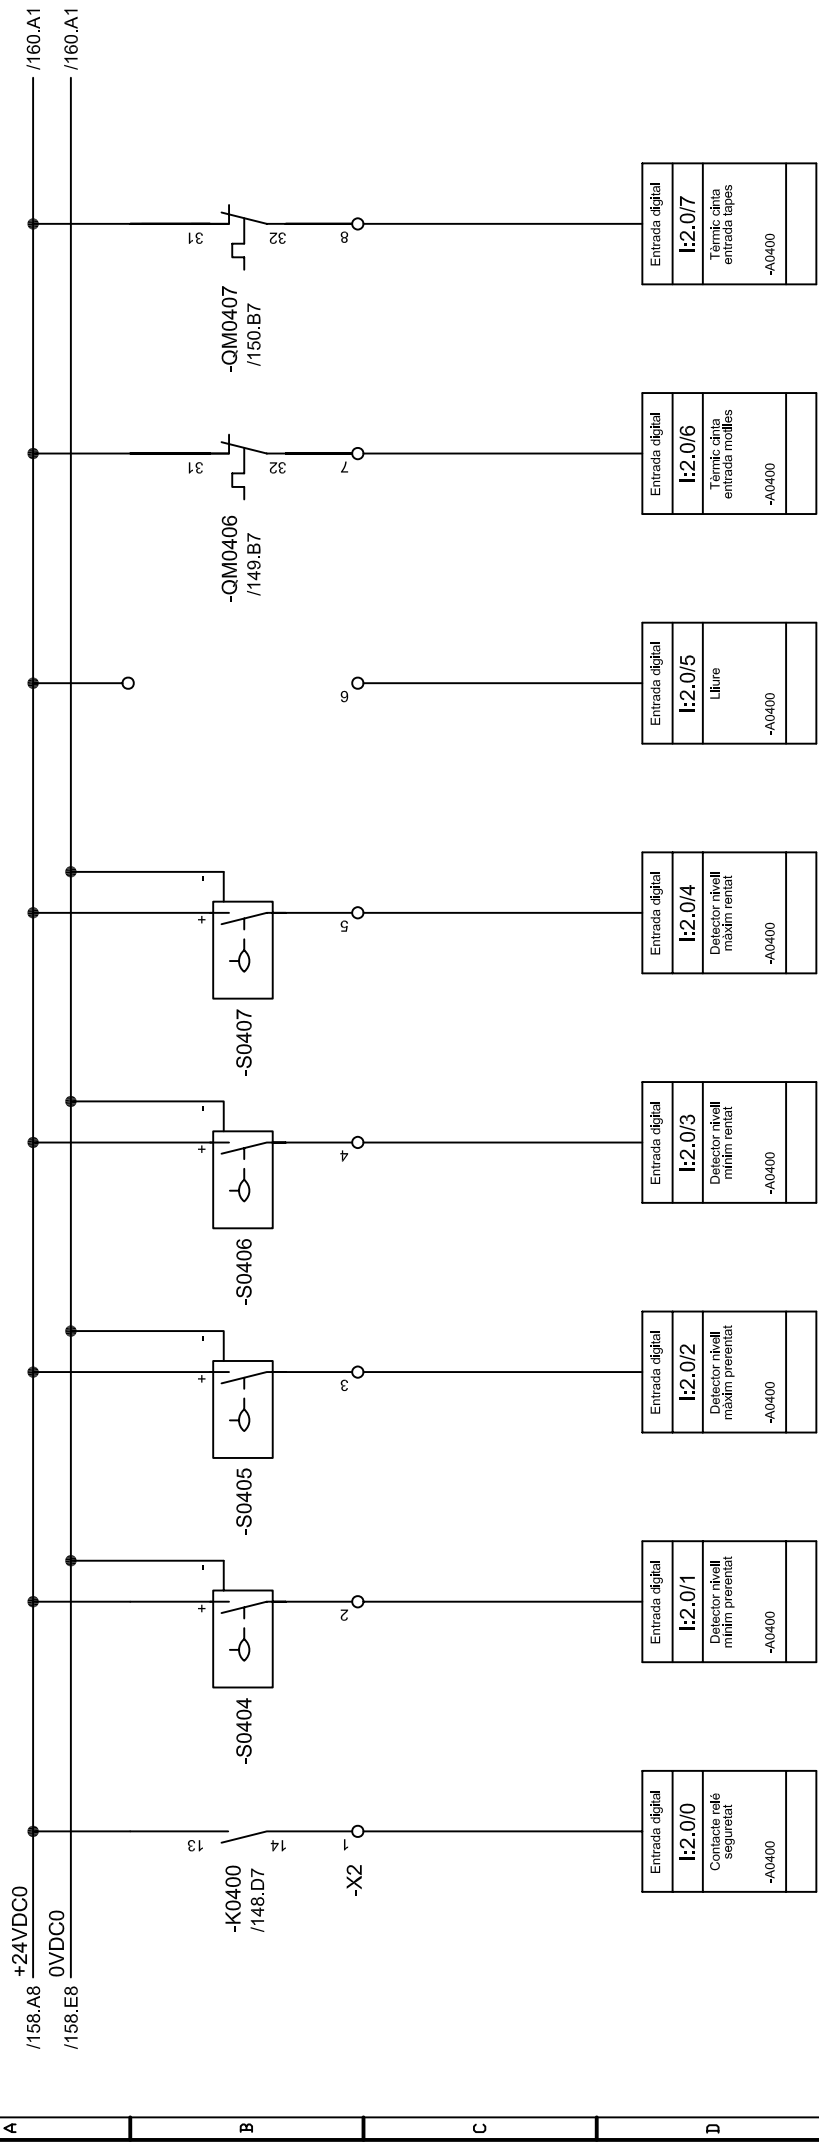 /158.A8
+24VDC0
/160.A1
/158.E8
0VDC0
/160.A1
13
14
-K0400
/148.D7
1
-X2
+
-
-S0404
2
+
-
-S0405
3
+
-
-S0406
4
+
-
-S0407
5
6
31
32
-QM0406
/149.B7
7
31
32
-QM0407
/150.B7
8
Entrada digital
I:2.0/0
Contacte relé
seguretat
-A0400
Entrada digital
I:2.0/1
Detector nivell
mínim prerentat
-A0400
Entrada digital
I:2.0/2
Detector nivell
màxim prerentat
-A0400
Entrada digital
I:2.0/3
Detector nivell
mínim rentat
-A0400
Entrada digital
I:2.0/4
Detector nivell
màxim rentat
-A0400
Entrada digital
I:2.0/5
Lliure
-A0400
Entrada digital
I:2.0/6
Tèrmic cinta
entrada motlles
-A0400
Entrada digital
I:2.0/7
Tèrmic cinta
entrada tapes
-A0400
A
B
C
D